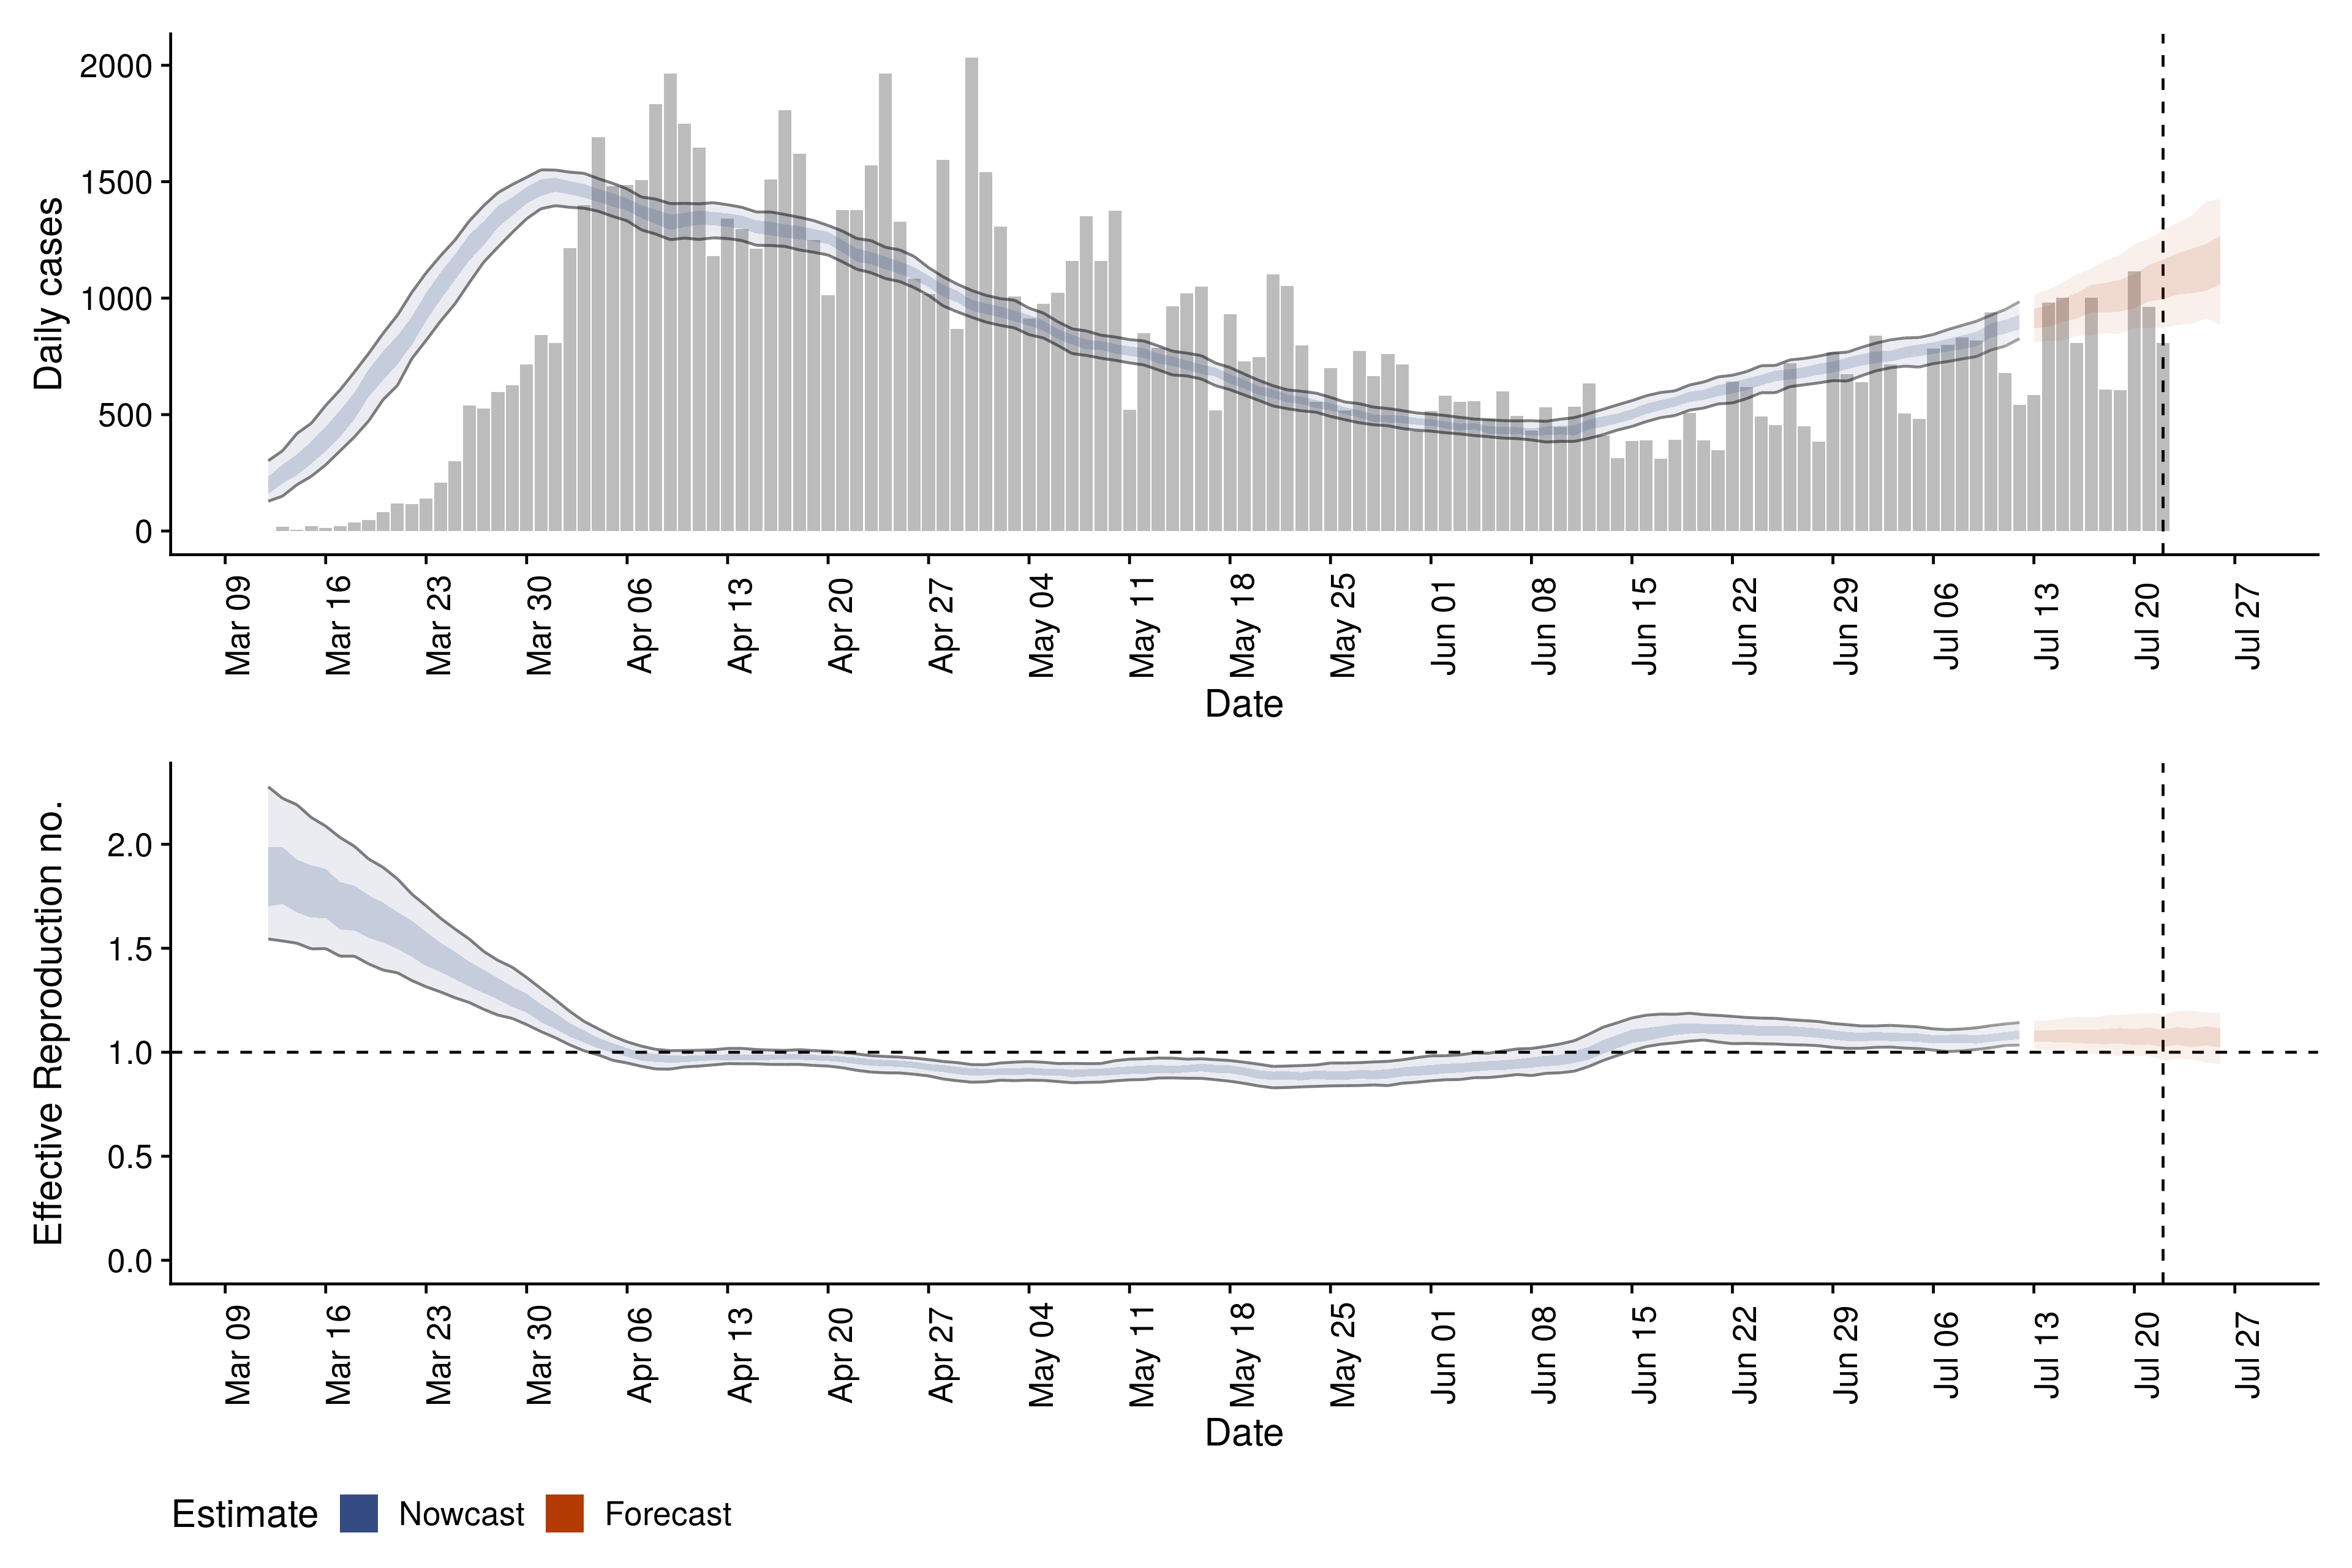 Daily cases
2000
1500
1000
500
0
Mar 09
Mar 16
Mar 23
Mar 30
Apr 06
Apr 13
Apr 20
Apr 27
May 04
May 11
May 18
May 25
Jun 01
Jun 08
Jun 15
Jun 22
Jun 29
Jul 06
Jul 13
Jul 20
Jul 27
Date
Effective Reproduction no.
2.0
1.5
1.0
0.5
0.0
Mar 09
Mar 16
Mar 23
Mar 30
Apr 06
Apr 13
Apr 20
Apr 27
May 04
May 11
May 18
May 25
Jun 01
Jun 08
Jun 15
Jun 22
Jun 29
Jul 06
Jul 13
Jul 20
Jul 27
Date
Estimate Nowcast Forecast